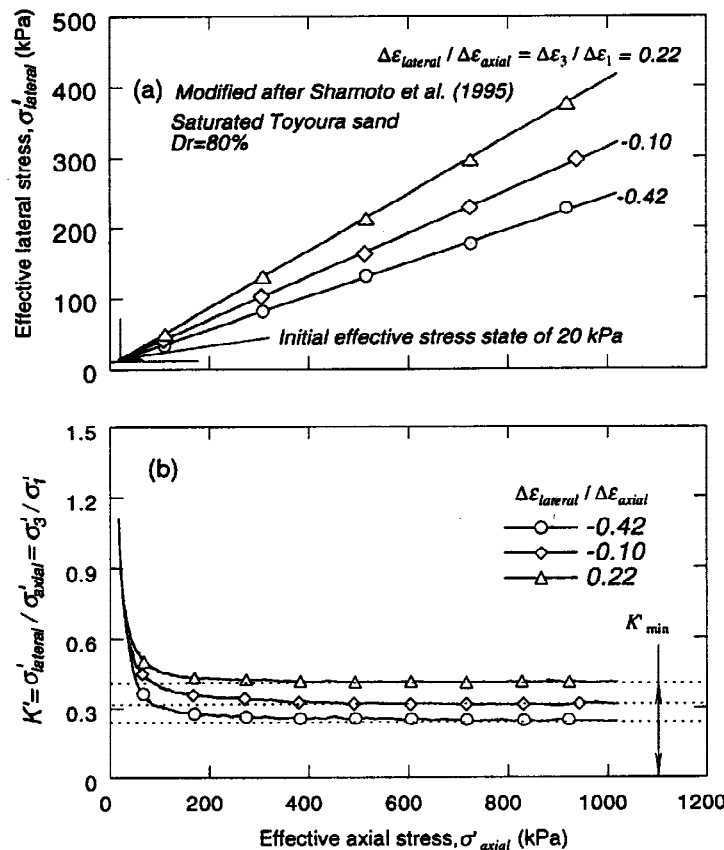 500
400
300
200
100
0
Effective lateral stress, σ'lateral (kPa)
Δεlateral / Δεaxial = Δε3 / Δε1 = 0.22
(a) Modified after Shamoto et al. (1995)
Saturated Toyoura sand
Dr=80%
-0.10
-0.42
Initial effective stress state of 20 kPa
1.5
1.2
0.9
0.6
0.3
0
K'=σ'lateral / σ'axial = σ'3 / σ'1
(b)
Δεlateral / Δεaxial
-0.42
-0.10
0.22
K'min
0 200 400 600 800 1000 1200
Effective axial stress, σ'axial (kPa)